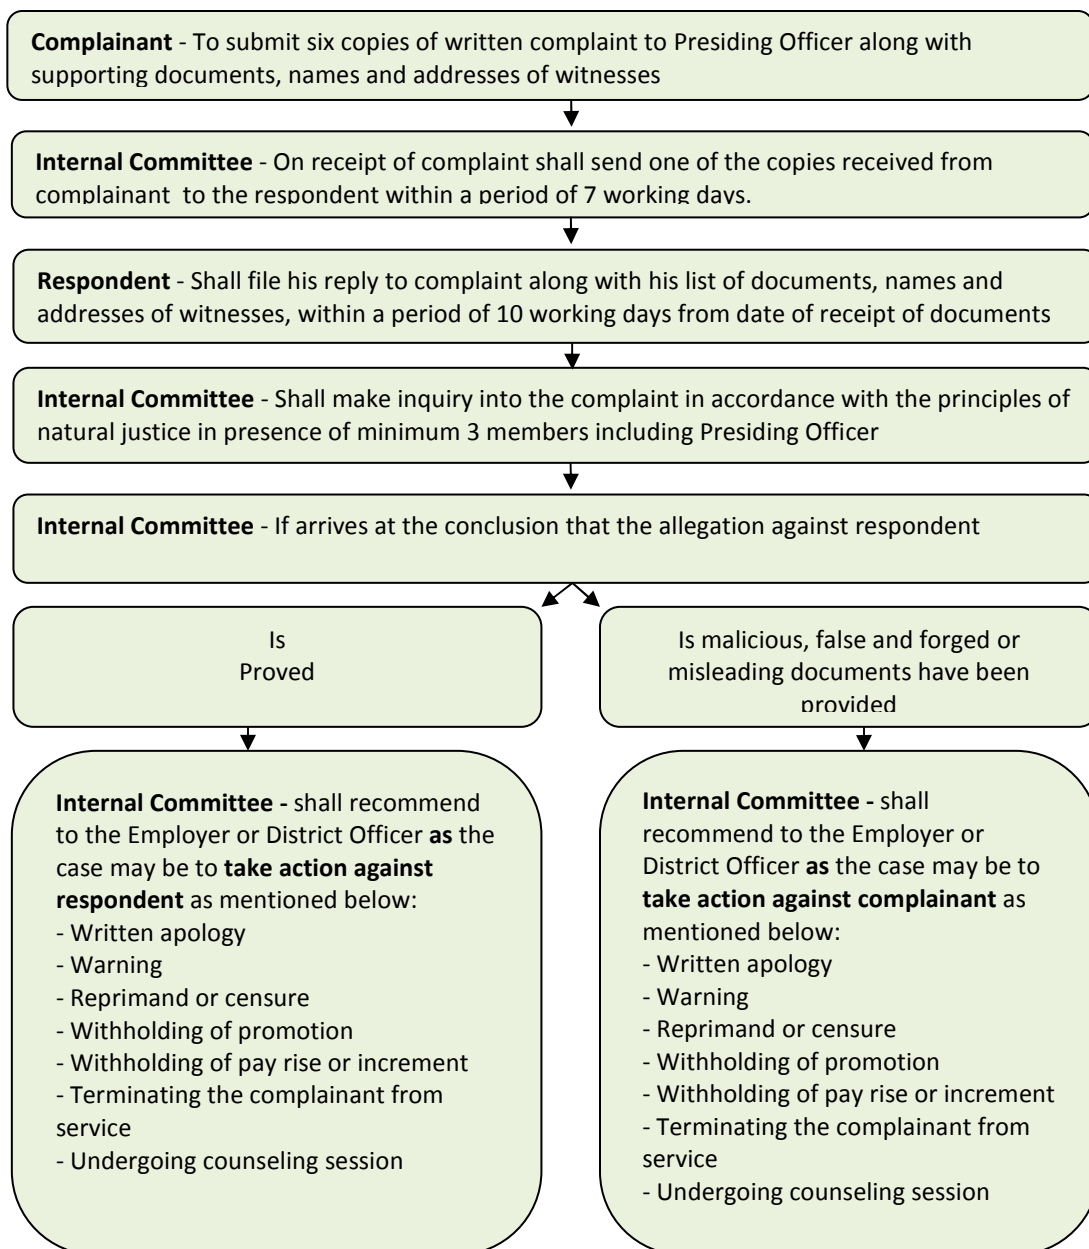 Complainant - To submit six copies of written complaint to Presiding Officer along with
supporting documents, names and addresses of witnesses
Internal Committee - On receipt of complaint shall send one of the copies received from
complainant to the respondent within a period of 7 working days.
Respondent - Shall file his reply to complaint along with his list of documents, names and
addresses of witnesses, within a period of 10 working days from date of receipt of documents
Internal Committee - Shall make inquiry into the complaint in accordance with the principles of
natural justice in presence of minimum 3 members including Presiding Officer
Internal Committee - If arrives at the conclusion that the allegation against respondent
Is
Proved
Is malicious, false and forged or
misleading documents have been
provided
Internal Committee - shall recommend
to the Employer or District Officer as the
case may be to take action against
respondent as mentioned below:
- Written apology
- Warning
- Reprimand or censure
- Withholding of promotion
- Withholding of pay rise or increment
- Terminating the complainant from
service
- Undergoing counseling session
Internal Committee - shall
recommend to the Employer or
District Officer as the case may be to
take action against complainant as
mentioned below:
- Written apology
- Warning
- Reprimand or censure
- Withholding of promotion
- Withholding of pay rise or increment
- Terminating the complainant from
service
- Undergoing counseling session